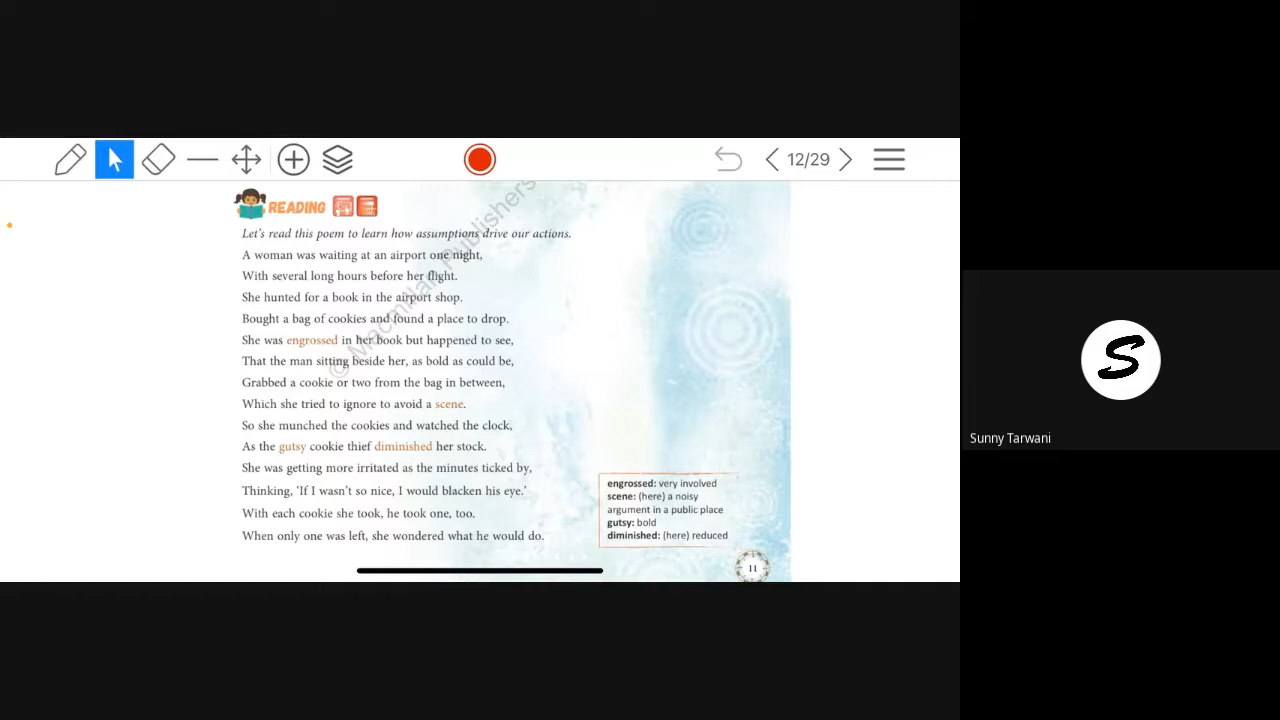 12/29
READING
Let's read this poem to learn how assumptions drive our actions.
A woman was waiting at an airport one night,
With several long hours before her flight.
She hunted for a book in the airport shop.
Bought a bag of cookies and found a place to drop.
She was engrossed in her book but happened to see,
That the man sitting beside her, as bold as could be,
Grabbed a cookie or two from the bag in between,
Which she tried to ignore to avoid a scene.
So she munched the cookies and watched the clock,
As the gutsy cookie thief diminished her stock.
She was getting more irritated as the minutes ticked by,
Thinking, ‘If I wasn't so nice, I would blacken his eye.’
With each cookie she took, he took one, too.
When only one was left, she wondered what he would do.
© Macmillan Publishers
engrossed: very involved
scene: (here) a noisy
argument in a public place
gutsy: bold
diminished: (here) reduced
11
S
Sunny Tarwani